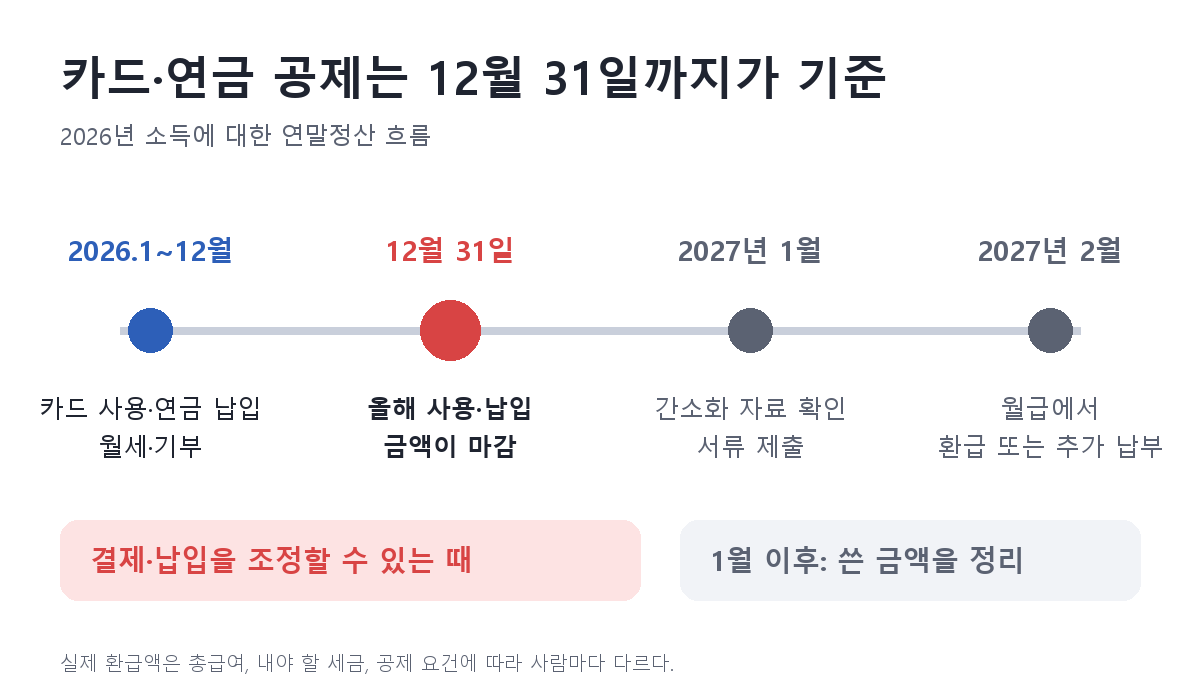 카드·연금 공제는 12월 31일까지가 기준
2026년 소득에 대한 연말정산 흐름
2026.1~12월
12월 31일
2027년 1월
2027년 2월
카드 사용·연금 납입
월세·기부
올해 사용·납입
금액이 마감
간소화 자료 확인
서류 제출
월급에서
환급 또는 추가 납부
결제·납입을 조정할 수 있는 때
1월 이후: 쓴 금액을 정리
실제 환급액은 총급여, 내야 할 세금, 공제 요건에 따라 사람마다 다르다.